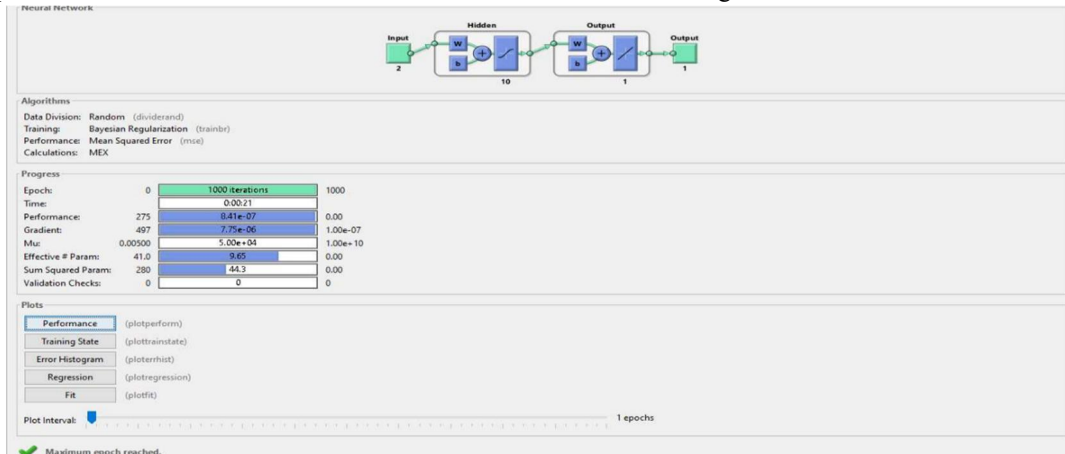 Neural Network
Hidden
Output
Input
W
b
+
2
10
W
b
+
1
Output
1
Algorithms
Data Division: Random (dividerand)
Training: Bayesian Regularization (trainbr)
Performance: Mean Squared Error (mse)
Calculations: MEX
Progress
Epoch: 0 1000 iterations 1000
Time: 0:00:21
Performance: 275 8.41e-07 0.00
Gradient: 497 7.75e-06 1.00e-07
Mu: 0.00500 5.00e+04 1.00e+10
Effective # Param: 41.0 9.65 0.00
Sum Squared Param: 280 44.3 0.00
Validation Checks: 0 0 0
Plots
Performance (plotperform)
Training State (plottrainstate)
Error Histogram (ploterrhist)
Regression (plotregression)
Fit (plotfit)
Plot Interval: 1 epochs
Maximum epoch reached.